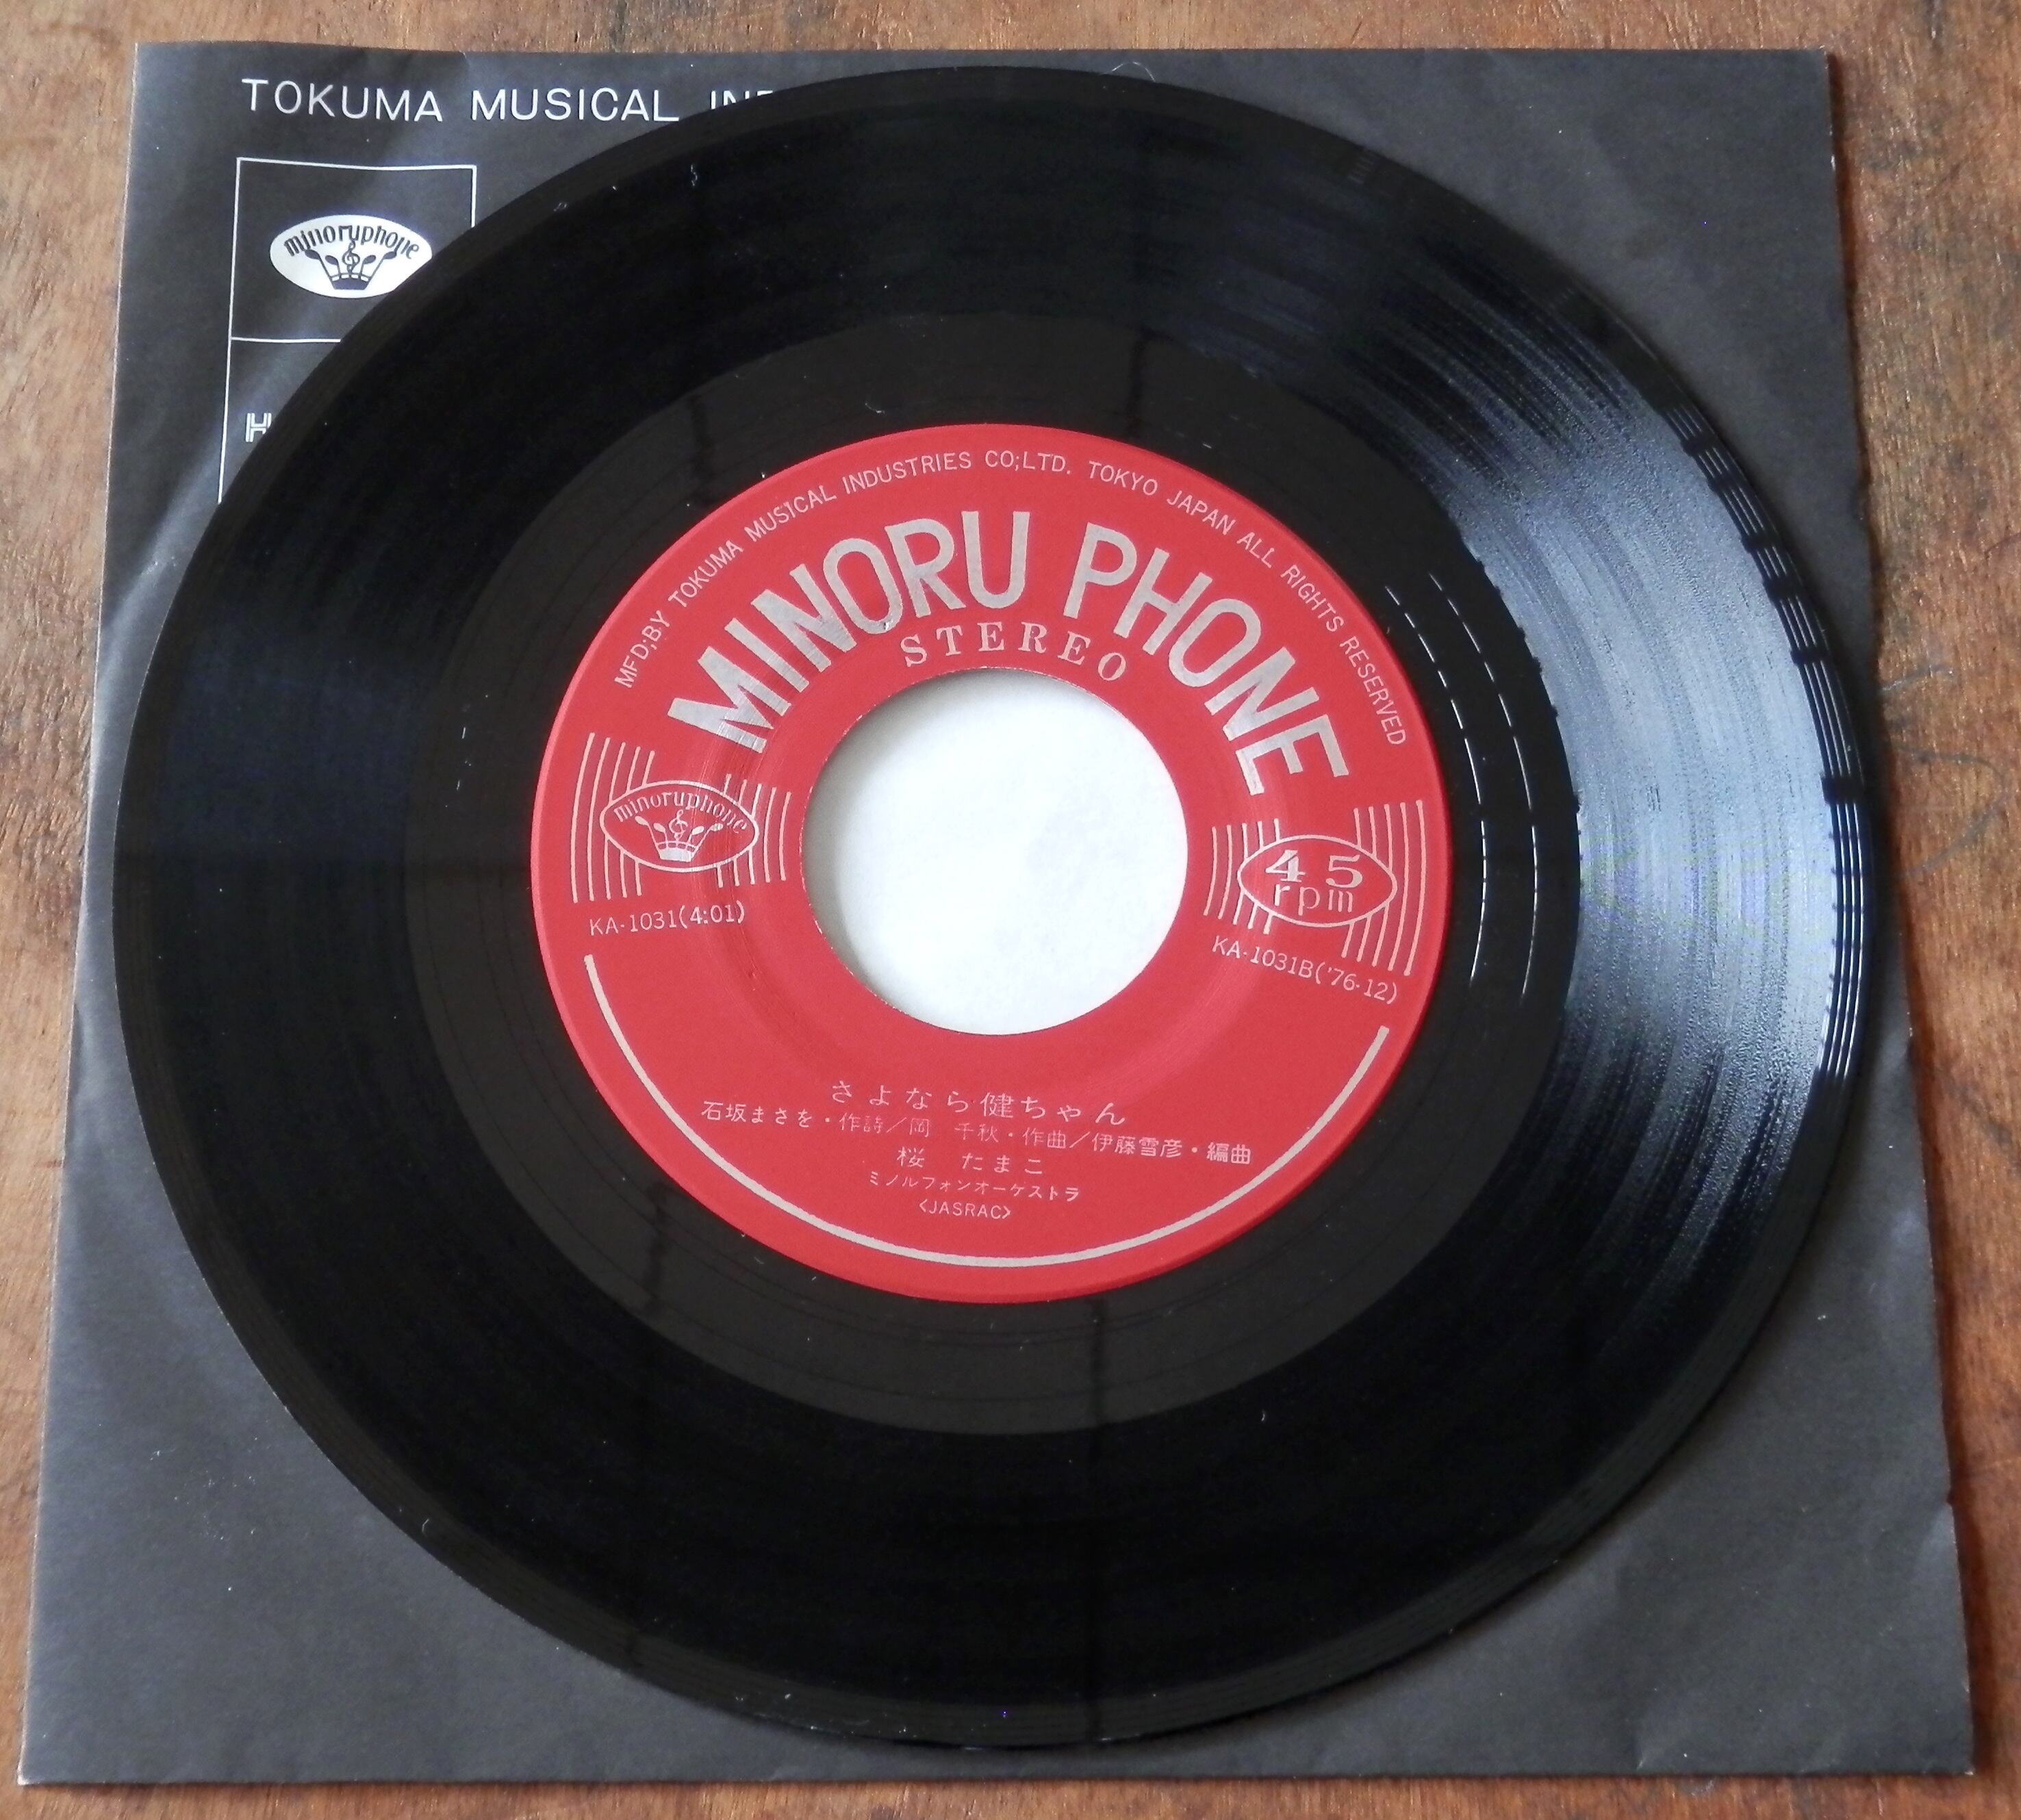 TOKUMA MUSICAL
minoruphone
H
MFD;BY TOKUMA MUSICAL INDUSTRIES CO;LTD. TOKYO JAPAN ALL RIGHTS RESERVED
MINORU PHONE
STEREO
minoruphone
45
rpm
KA-1031(4:01)
KA-1031B('76-12)
さよなら健ちゃん
石坂まさを・作詩／岡　千秋・作曲／伊藤雪彦・編曲
桜　たまこ
ミノルフォンオーケストラ
〈JASRAC〉